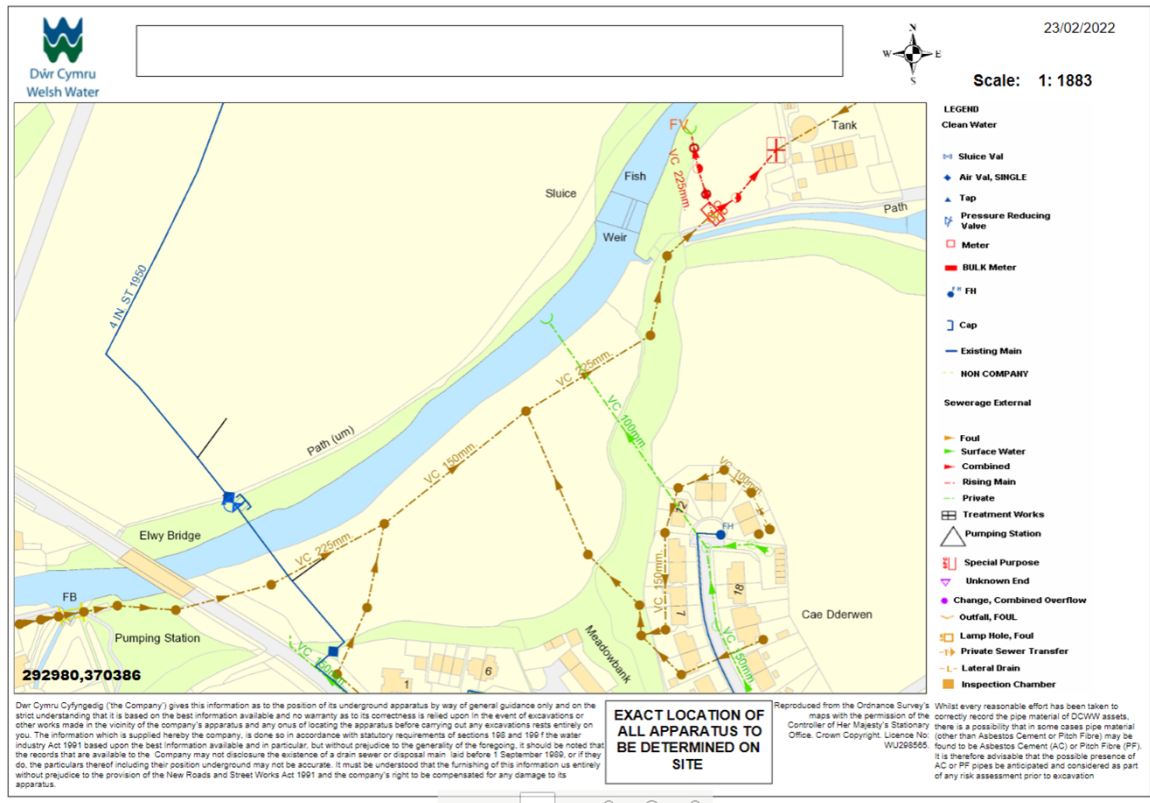 Dŵr Cymru
Welsh Water
N
W E
S
23/02/2022
Scale: 1: 1883
FV
Tank
Fish
Sluice
VC 225mm.
Path
Weir
4 IN. ST 1950
VC 225mm.
VC 100mm.
Path (um)
VC 150mm.
VC 100mm.
12
FH
Elwy Bridge
VC 225mm.
VC 150mm.
FB
18
7
Cae Dderwen
Pumping Station
Meadowbank
VC 150mm.
VC 150mm
6
1
292980,370386
LEGEND
Clean Water
Sluice Val
Air Val, SINGLE
Tap
Pressure Reducing
Valve
Meter
BULK Meter
FH
FH
Cap
Existing Main
NON COMPANY
Sewerage External
Foul
Surface Water
Combined
Rising Main
Private
Treatment Works
Pumping Station
Special Purpose
Unknown End
Change, Combined Overflow
Outfall, FOUL
Lamp Hole, Foul
Private Sewer Transfer
L Lateral Drain
Inspection Chamber
Dwr Cymru Cyfyngedig ('the Company') gives this information as to the position of its underground apparatus by way of general guidance only and on the
strict understanding that it is based on the best information available and no warranty as to its correctness is relied upon in the event of excavations or
other works made in the vicinity of the company's apparatus and any onus of locating the apparatus before carrying out any excavations rests entirely on
you. The information which is supplied hereby the company, is done so in accordance with statutory requirements of sections 198 and 199 f the water
industry Act 1991 based upon the best Information available and in particular, but without prejudice to the generality of the foregoing, it should be noted that
the records that are available to the Company may not disclosure the existence of a drain sewer or disposal main laid before 1 September 1989, or if they
do, the particulars thereof including their position underground may not be accurate. It must be understood that the furnishing of this information us entirely
without prejudice to the provision of the New Roads and Street Works Act 1991 and the company's right to be compensated for any damage to its
apparatus.
EXACT LOCATION OF
ALL APPARATUS TO
BE DETERMINED ON
SITE
Reproduced from the Ordnance Survey's
maps with the permission of the
Controller of Her Majesty's Stationary
Office. Crown Copyright. Licence No:
WU298565.
Whilst every reasonable effort has been taken to
correctly record the pipe material of DCWW assets,
there is a possibility that in some cases pipe material
(other than Asbestos Cement or Pitch Fibre) may be
found to be Asbestos Cement (AC) or Pitch Fibre (PF).
It is therefore advisable that the possible presence of
AC or PF pipes be anticipated and considered as part
of any risk assessment prior to excavation